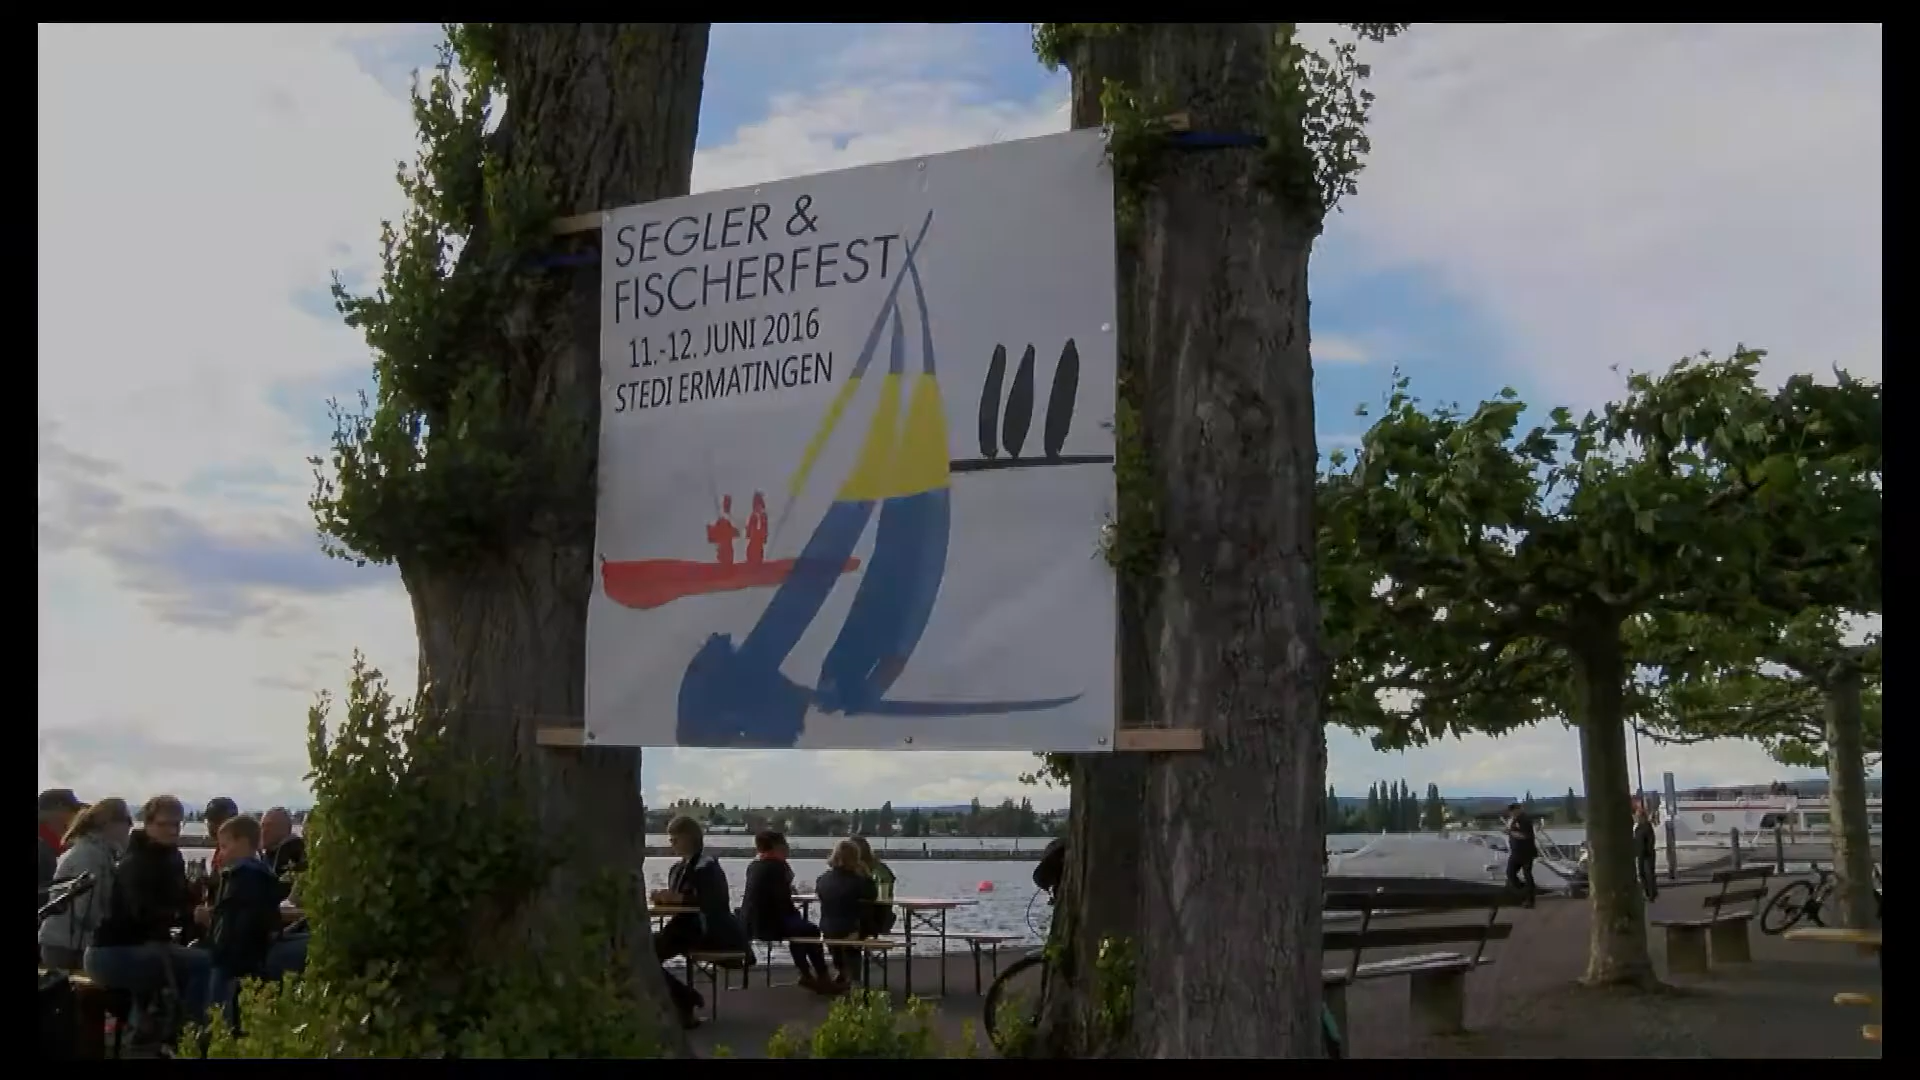 SEGLER &
FISCHERFEST
11.-12. JUNI 2016
STEDI ERMATINGEN